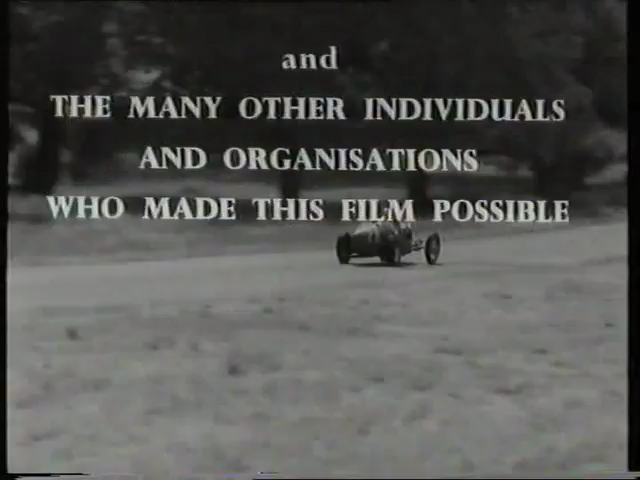 and
THE MANY OTHER INDIVIDUALS
AND ORGANISATIONS
WHO MADE THIS FILM POSSIBLE